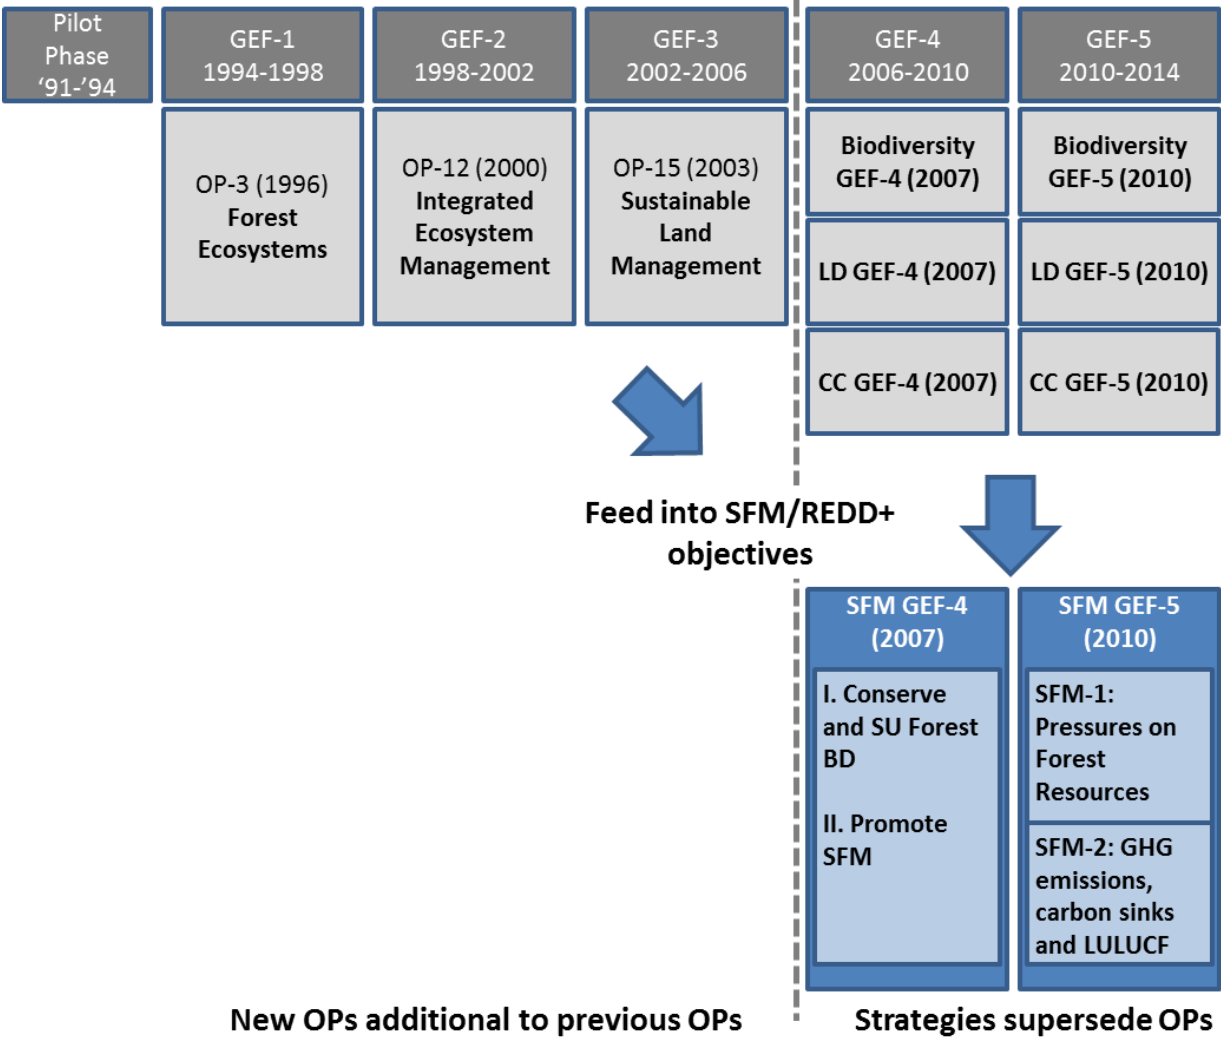 Pilot
Phase
‘91-’94
GEF-1
1994-1998
GEF-2
1998-2002
GEF-3
2002-2006
GEF-4
2006-2010
GEF-5
2010-2014
OP-3 (1996)
Forest
Ecosystems
OP-12 (2000)
Integrated
Ecosystem
Management
OP-15 (2003)
Sustainable
Land
Management
Biodiversity
GEF-4 (2007)
Biodiversity
GEF-5 (2010)
LD GEF-4 (2007)
LD GEF-5 (2010)
CC GEF-4 (2007)
CC GEF-5 (2010)
Feed into SFM/REDD+
objectives
SFM GEF-4
(2007)
I. Conserve
and SU Forest
BD
II. Promote
SFM
SFM GEF-5
(2010)
SFM-1:
Pressures on
Forest
Resources
SFM-2: GHG
emissions,
carbon sinks
and LULUCF
New OPs additional to previous OPs
Strategies supersede OPs